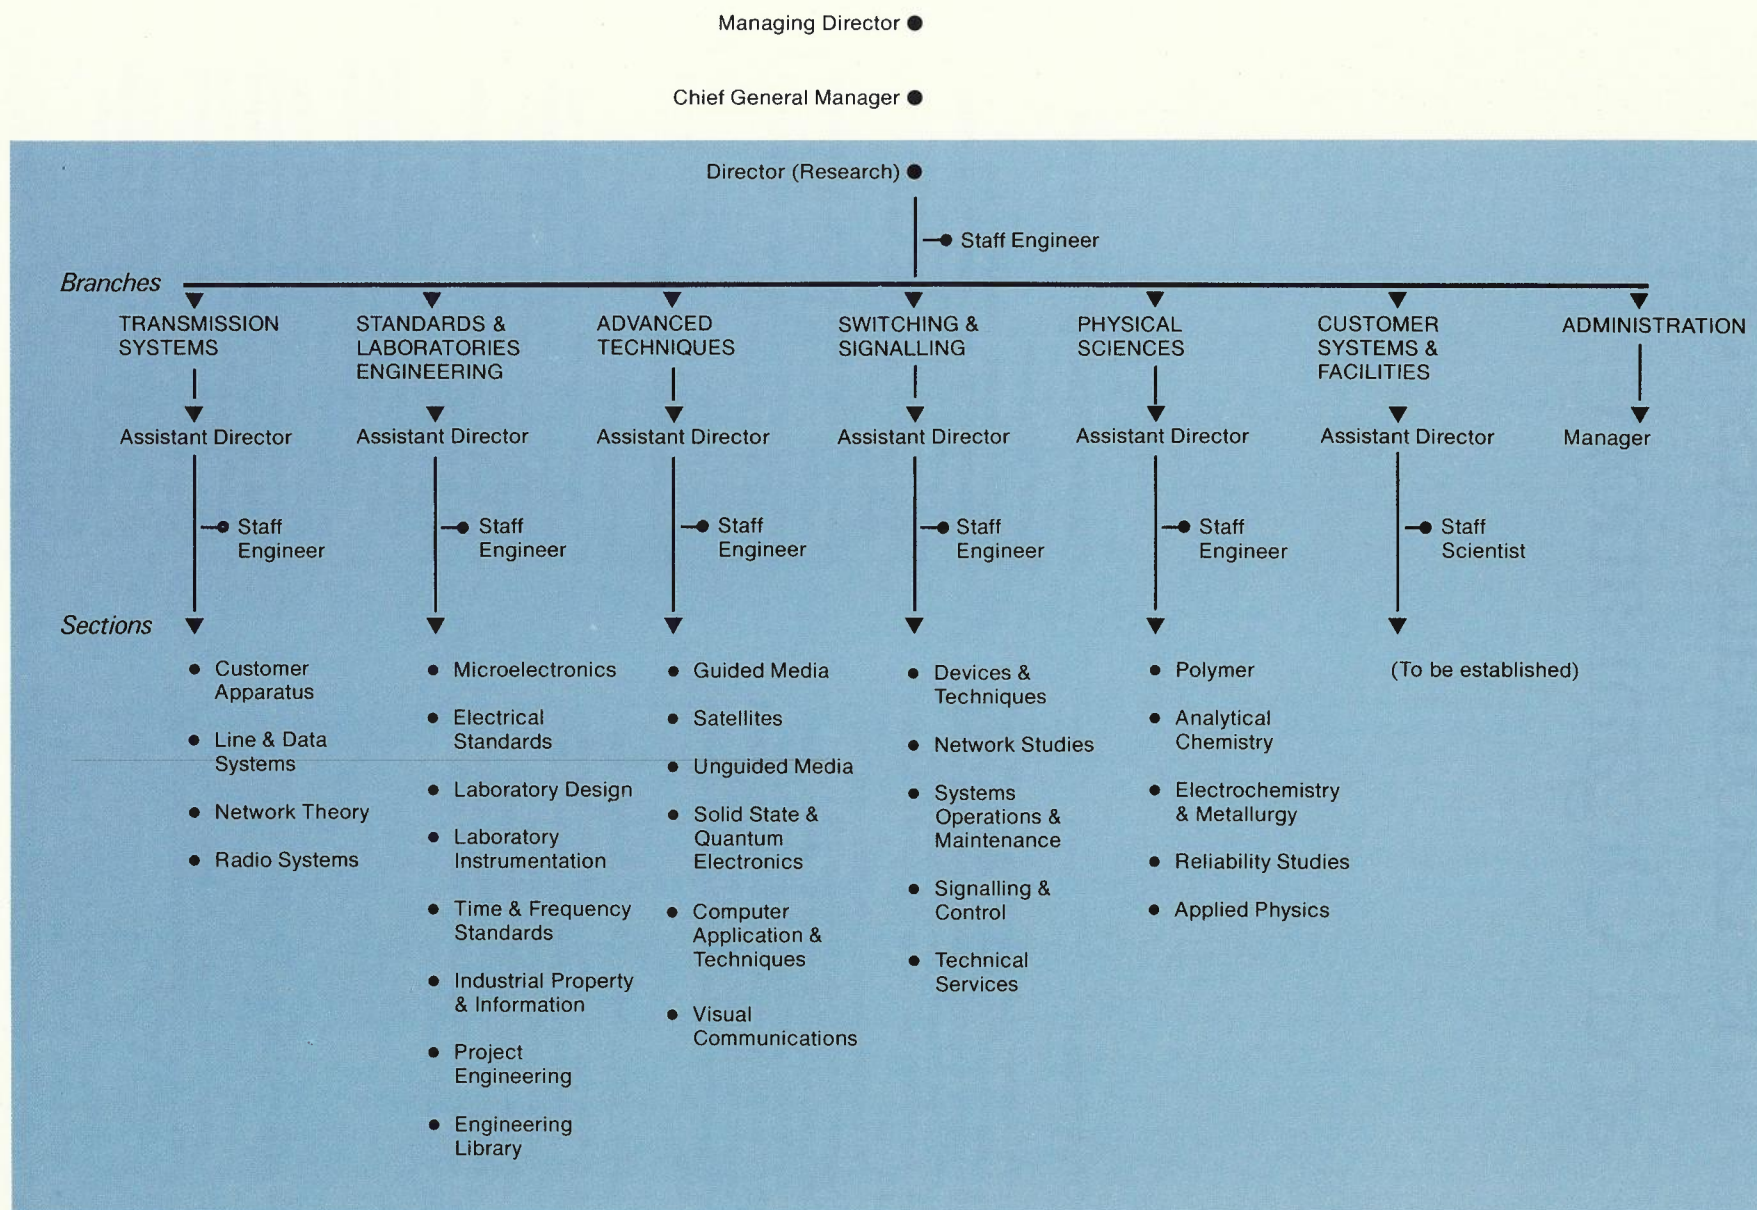 Managing Director
Chief General Manager
Director (Research)
Staff Engineer
Branches
TRANSMISSION
SYSTEMS
Assistant Director
Staff
Engineer
STANDARDS &
LABORATORIES
ENGINEERING
Assistant Director
Staff
Engineer
ADVANCED
TECHNIQUES
Assistant Director
Staff
Engineer
SWITCHING &
SIGNALLING
Assistant Director
Staff
Engineer
PHYSICAL
SCIENCES
Assistant Director
Staff
Engineer
CUSTOMER
SYSTEMS &
FACILITIES
Assistant Director
Staff
Scientist
ADMINISTRATION
Manager
Sections
Customer
Apparatus
Line & Data
Systems
Network Theory
Radio Systems
Microelectronics
Electrical
Standards
Laboratory Design
Laboratory
Instrumentation
Time & Frequency
Standards
Industrial Property
& Information
Project
Engineering
Engineering
Library
Guided Media
Satellites
Unguided Media
Solid State &
Quantum
Electronics
Computer
Application &
Techniques
Visual
Communications
Devices &
Techniques
Network Studies
Systems
Operations &
Maintenance
Signalling &
Control
Technical
Services
Polymer
Analytical
Chemistry
Electrochemistry
& Metallurgy
Reliability Studies
Applied Physics
(To be established)